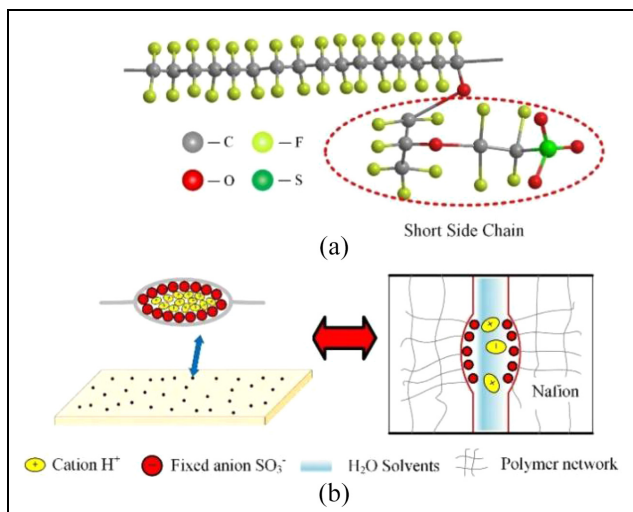 — C
— F
— O
— S
Short Side Chain
(a)
Nafion
+ Cation H⁺
Fixed anion SO₃⁻
H₂O Solvents
Polymer network
(b)